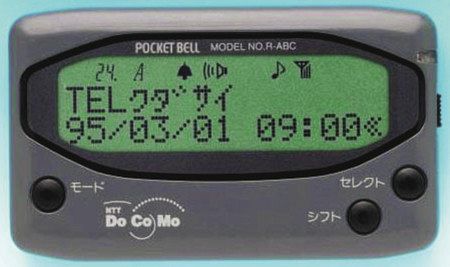 POCKET BELL MODEL NO.R-ABC
24. A
TELクダサイ
95/03/01 09:00
モード
セレクト
シフト
NTT
DoCoMo